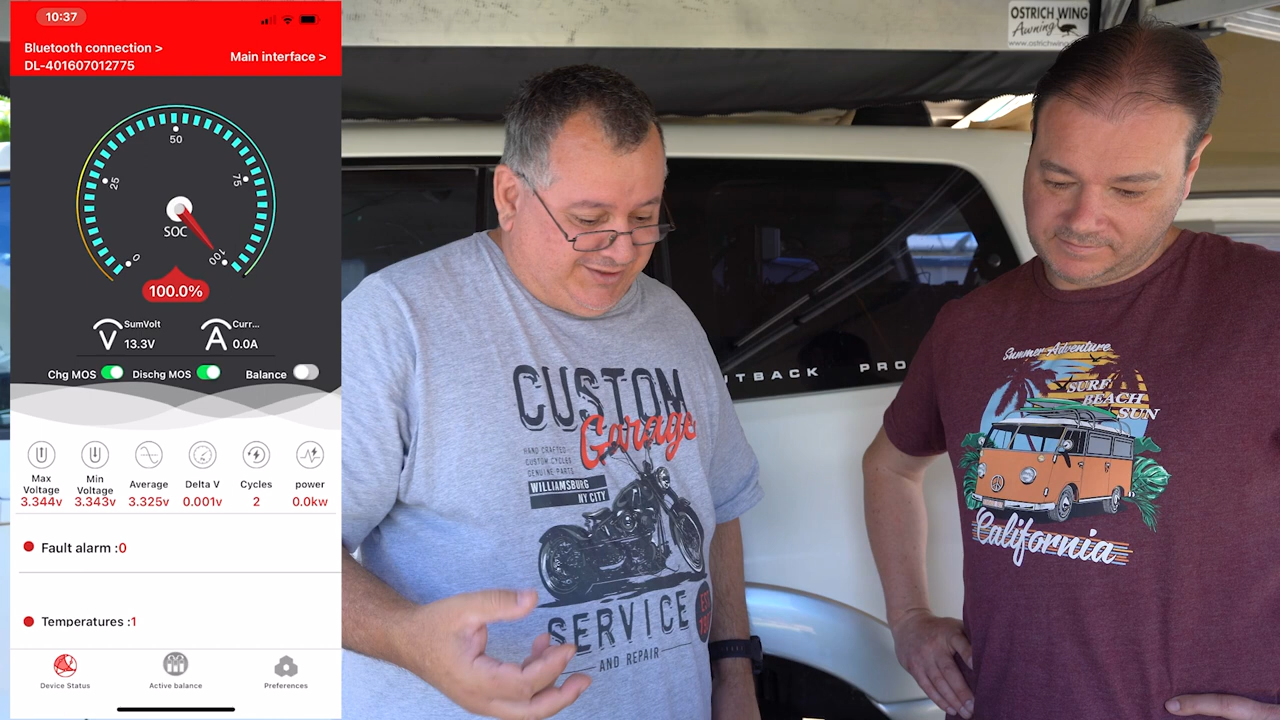 10:37
Bluetooth connection >
DL-401607012775
Main interface >
0
25
50
75
100
SOC
100.0%
SumVolt
13.3V
Curr...
0.0A
Chg MOS
Dischg MOS
Balance
Max Voltage
3.344v
Min Voltage
3.343v
Average
3.325v
Delta V
0.001v
Cycles
2
power
0.0kw
Fault alarm :0
Temperatures :1
Device Status
Active balance
Preferences
OSTRICH WING
Awning
www.ostrichwing
TBACK PRO
CUSTOM
Garage
HAND CRAFTED
CUSTOM CYCLES
GENUINE PARTS
WILLIAMSBURG
NY CITY
SERVICE
AND REPAIR
Summer Adventure
SURF
BEACH
SUN
California